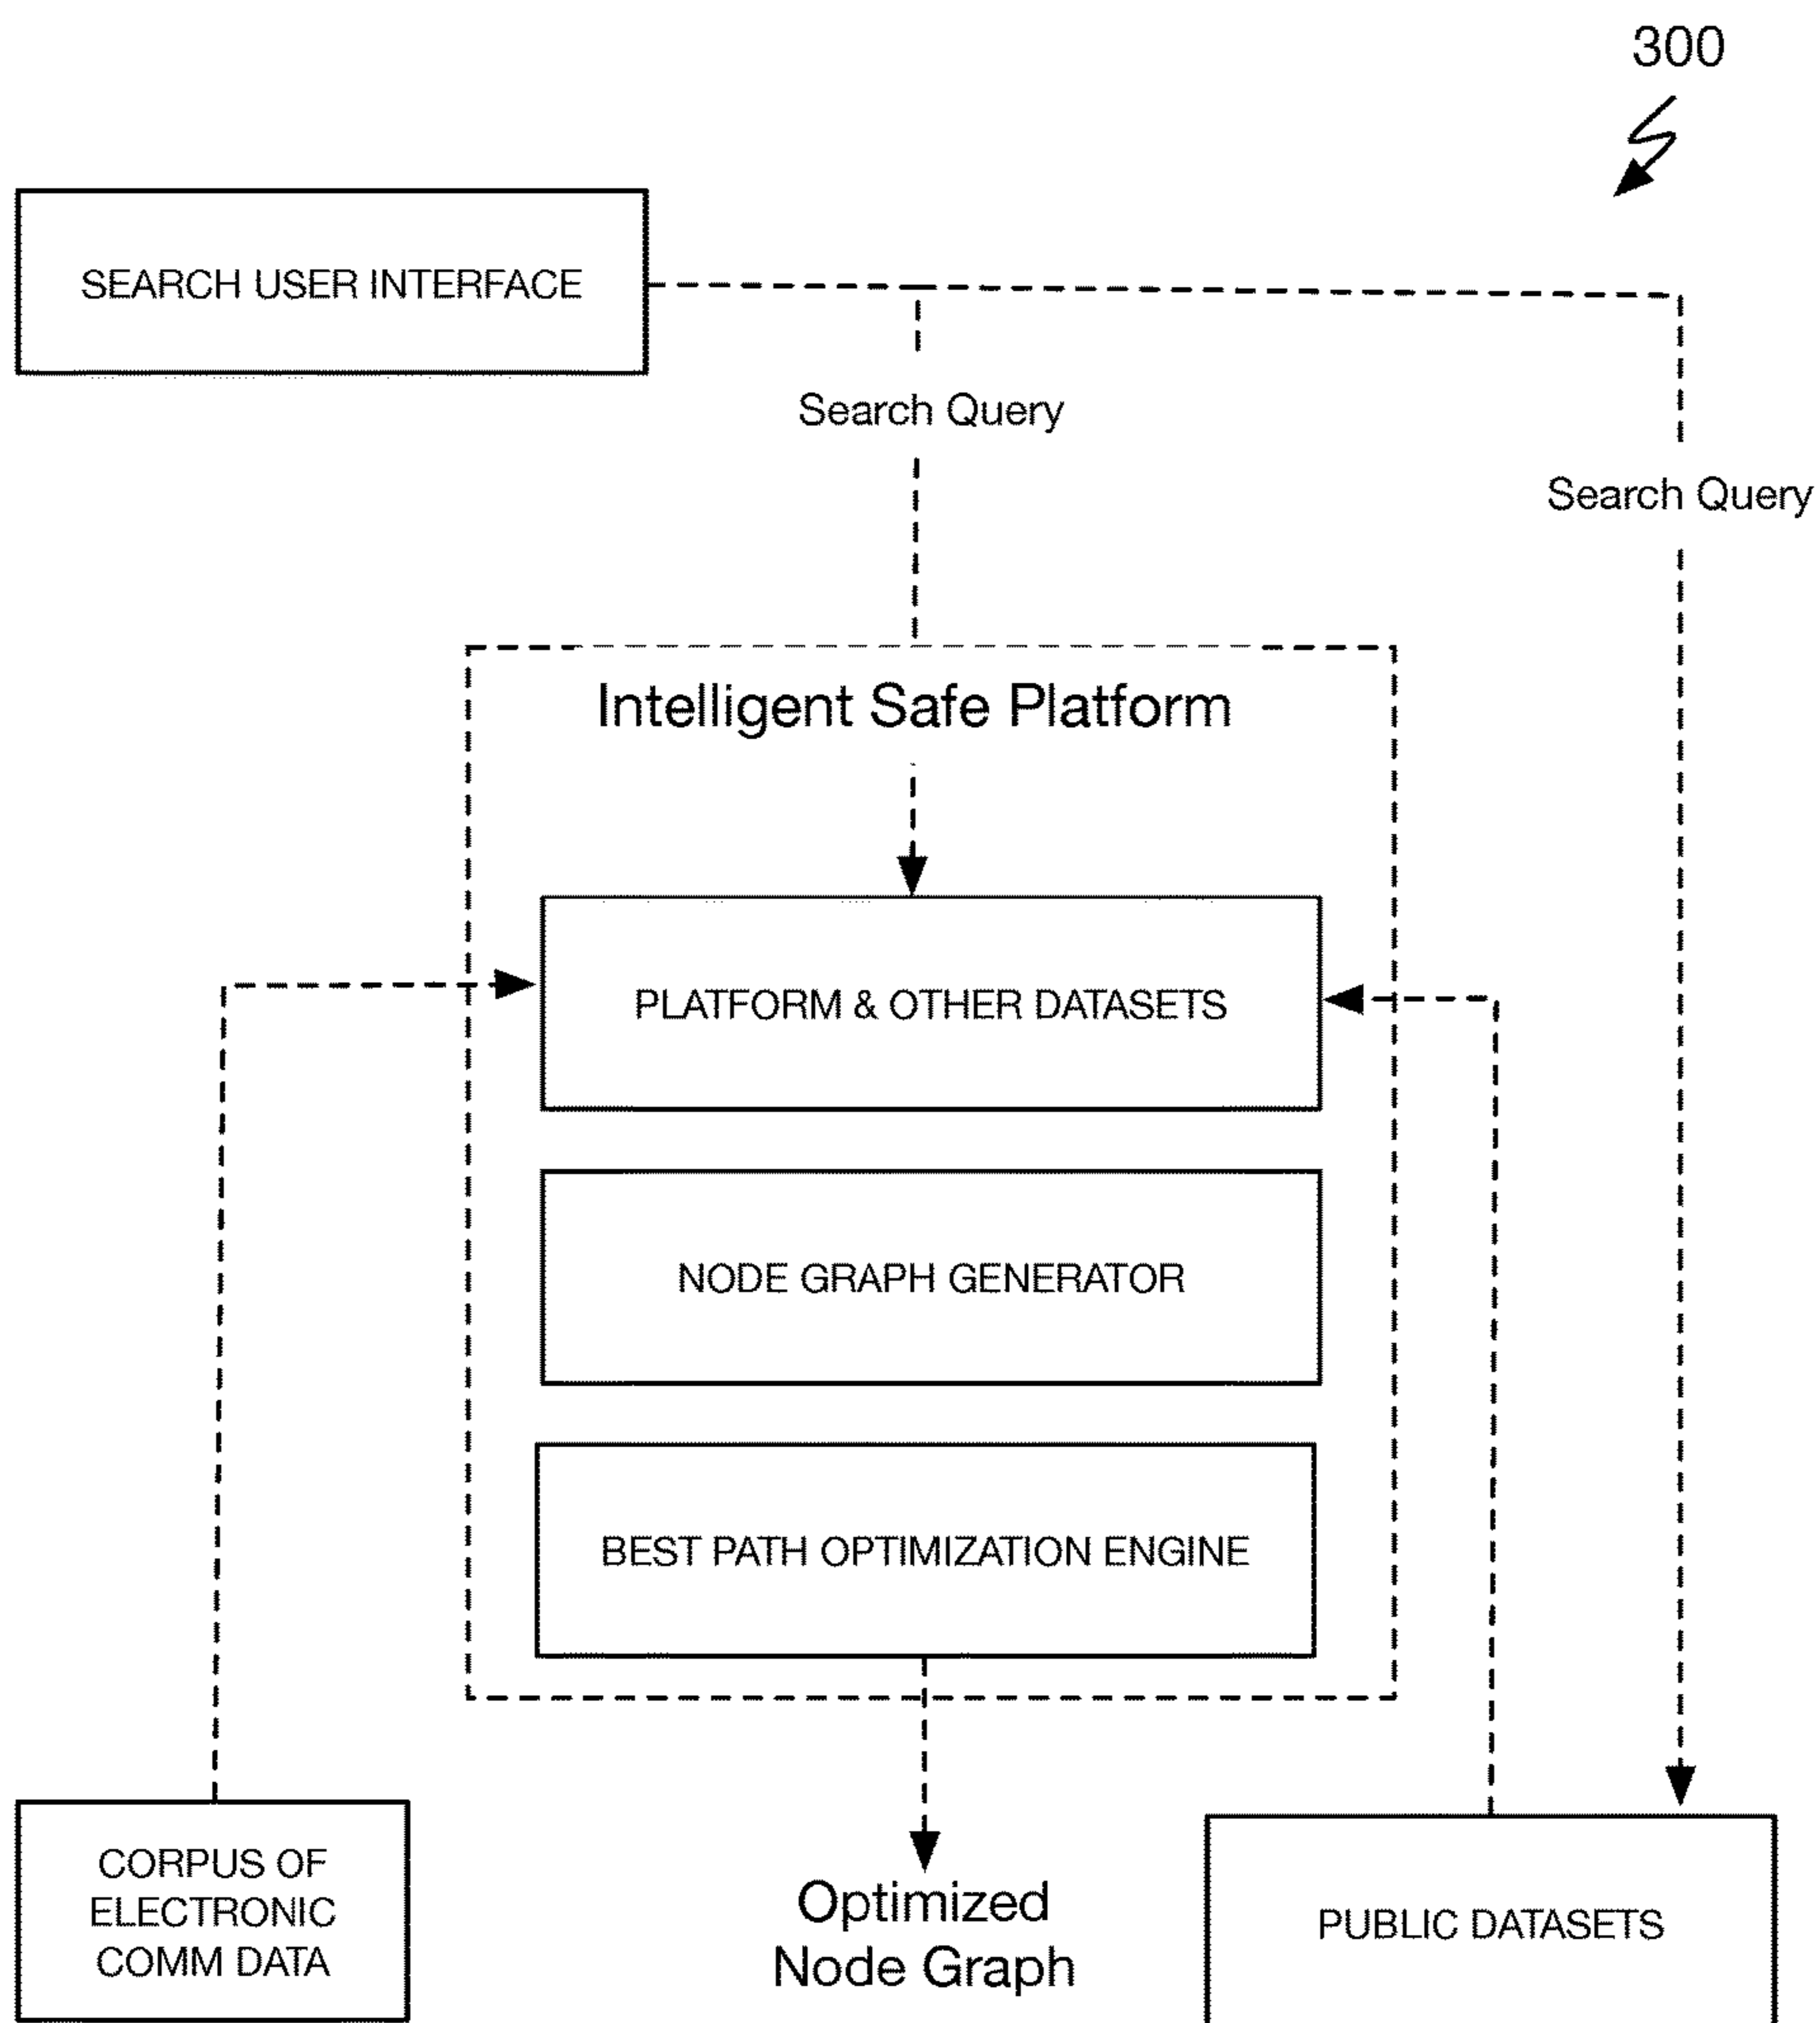 300
SEARCH USER INTERFACE
Search Query
Search Query
Intelligent Safe Platform
PLATFORM & OTHER DATASETS
NODE GRAPH GENERATOR
BEST PATH OPTIMIZATION ENGINE
CORPUS OF
ELECTRONIC
COMM DATA
Optimized
Node Graph
PUBLIC DATASETS